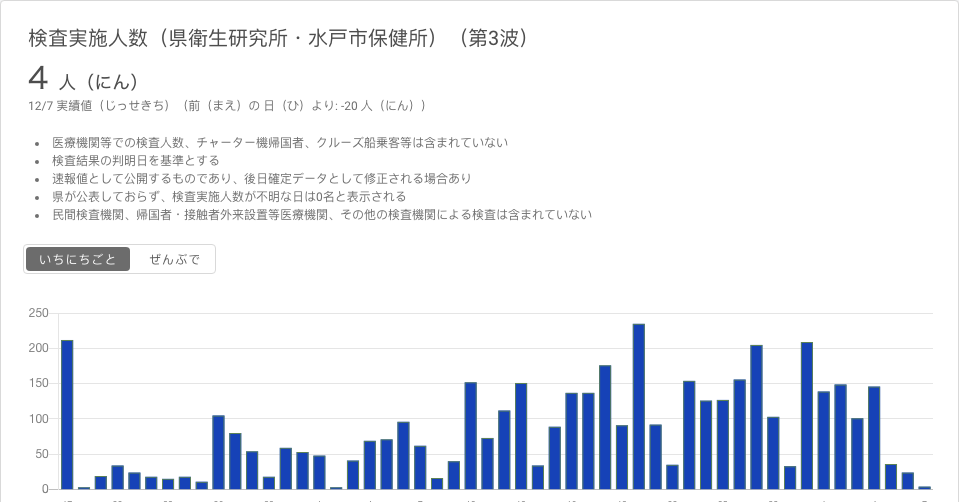 検査実施人数（県衛生研究所・水戸市保健所）（第3波）
4 人（にん）
12/7 実績値（じっせきち）（前（まえ）の 日（ひ）より: -20 人（にん））
• 医療機関等での検査人数、チャーター機帰国者、クルーズ船乗客等は含まれていない
• 検査結果の判明日を基準とする
• 速報値として公開するものであり、後日確定データとして修正される場合あり
• 県が公表しておらず、検査実施人数が不明な日は0名と表示される
• 民間検査機関、帰国者・接触者外来設置等医療機関、その他の検査機関による検査は含まれていない
いちにちごと ぜんぶで
250
200
150
100
50
0